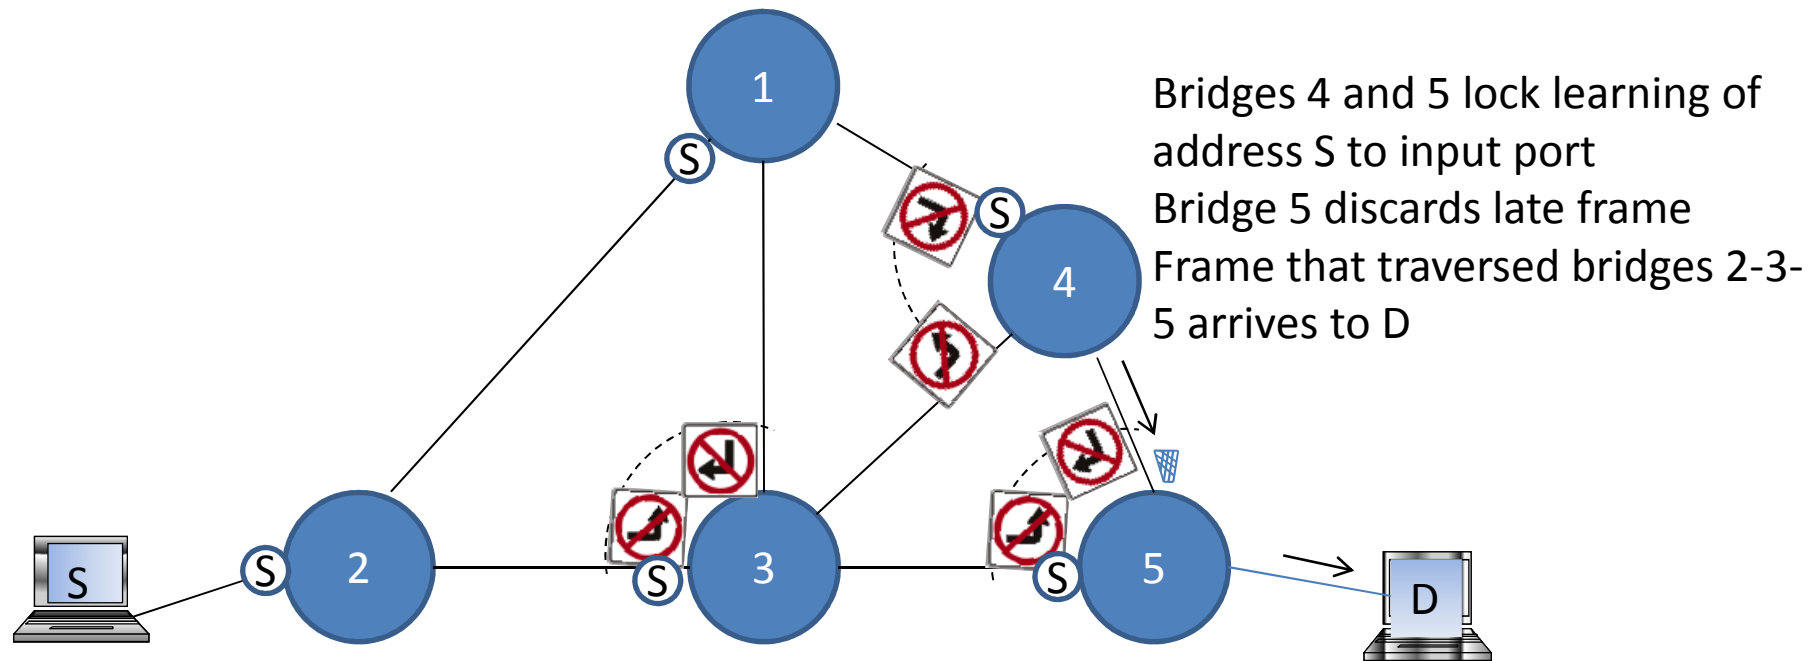 1
Bridges 4 and 5 lock learning of
address S to input port
Bridge 5 discards late frame
Frame that traversed bridges 2-3-
5 arrives to D
S
S
4
S
S
2
S
3
S
5
D